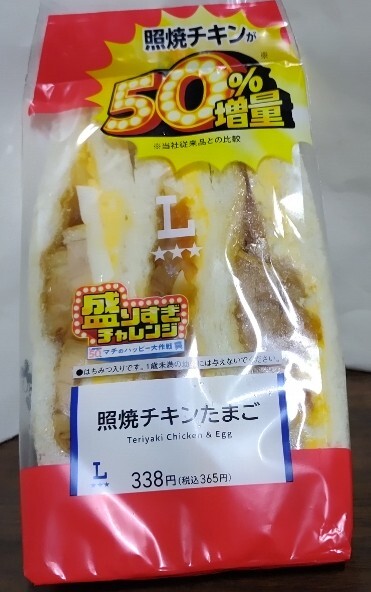 照焼チキンが
50%増量
※
※当社従来品との比較
L
盛りすぎ
チャレンジ
マチのハッピー大作戦
●はちみつ入りです。1歳未満の
には与えないでください。
照焼チキンたまご
Teriyaki Chicken & Egg
L
338円(税込365円)